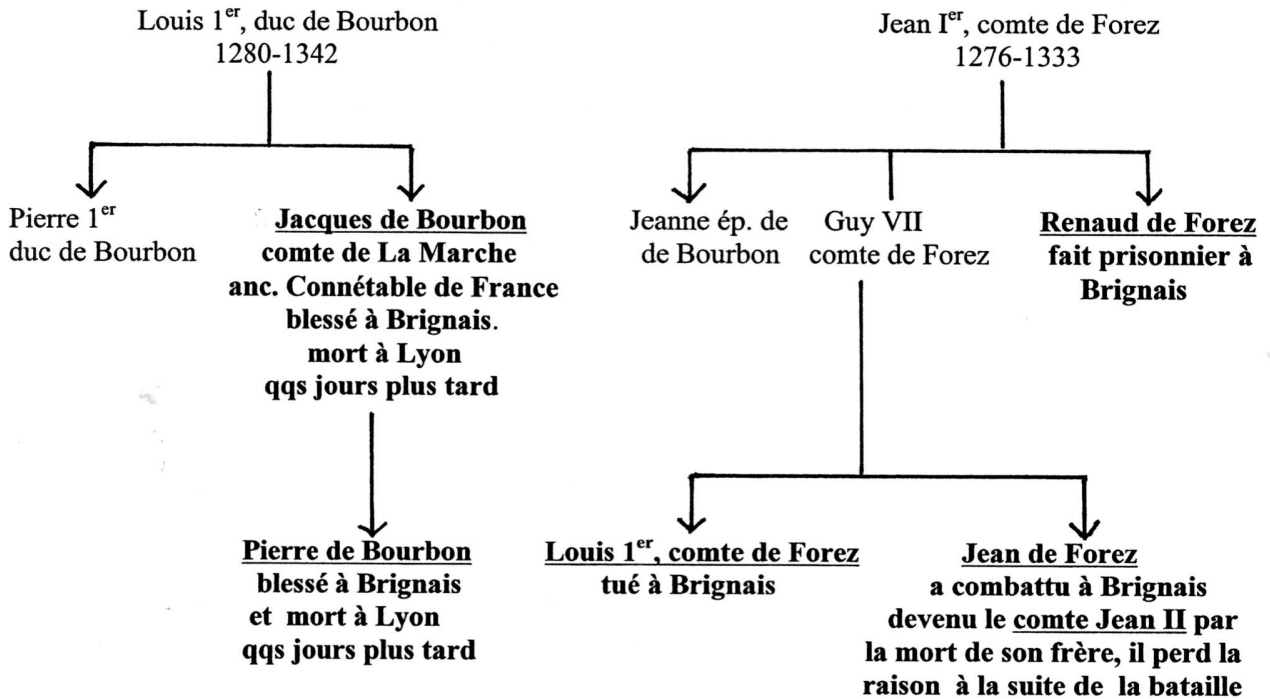 Louis 1er, duc de Bourbon
1280-1342
Jean Ier, comte de Forez
1276-1333
Pierre 1er
duc de Bourbon
Jacques de Bourbon
comte de La Marche
anc. Connétable de France
blessé à Brignais.
mort à Lyon
qqs jours plus tard
Jeanne ép. de
de Bourbon
Guy VII
comte de Forez
Renaud de Forez
fait prisonnier à
Brignais
Pierre de Bourbon
blessé à Brignais
et mort à Lyon
qqs jours plus tard
Louis 1er, comte de Forez
tué à Brignais
Jean de Forez
a combattu à Brignais
devenu le comte Jean II par
la mort de son frère, il perd la
raison à la suite de la bataille